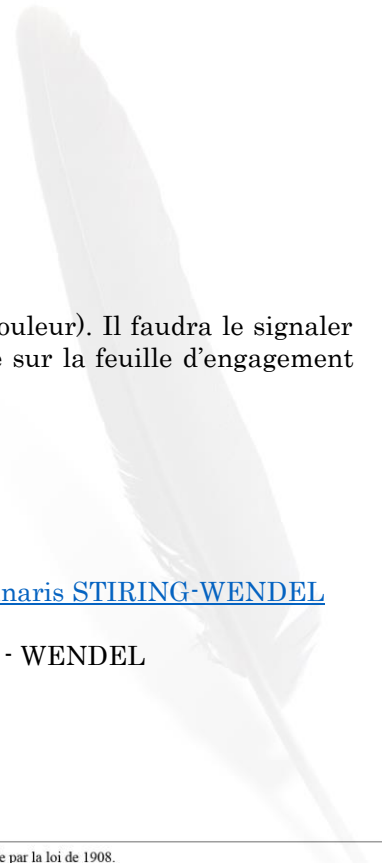 ouleur). Il faudra le signaler
sur la feuille d’engagement
naris STIRING-WENDEL
- WENDEL
e par la loi de 1908.